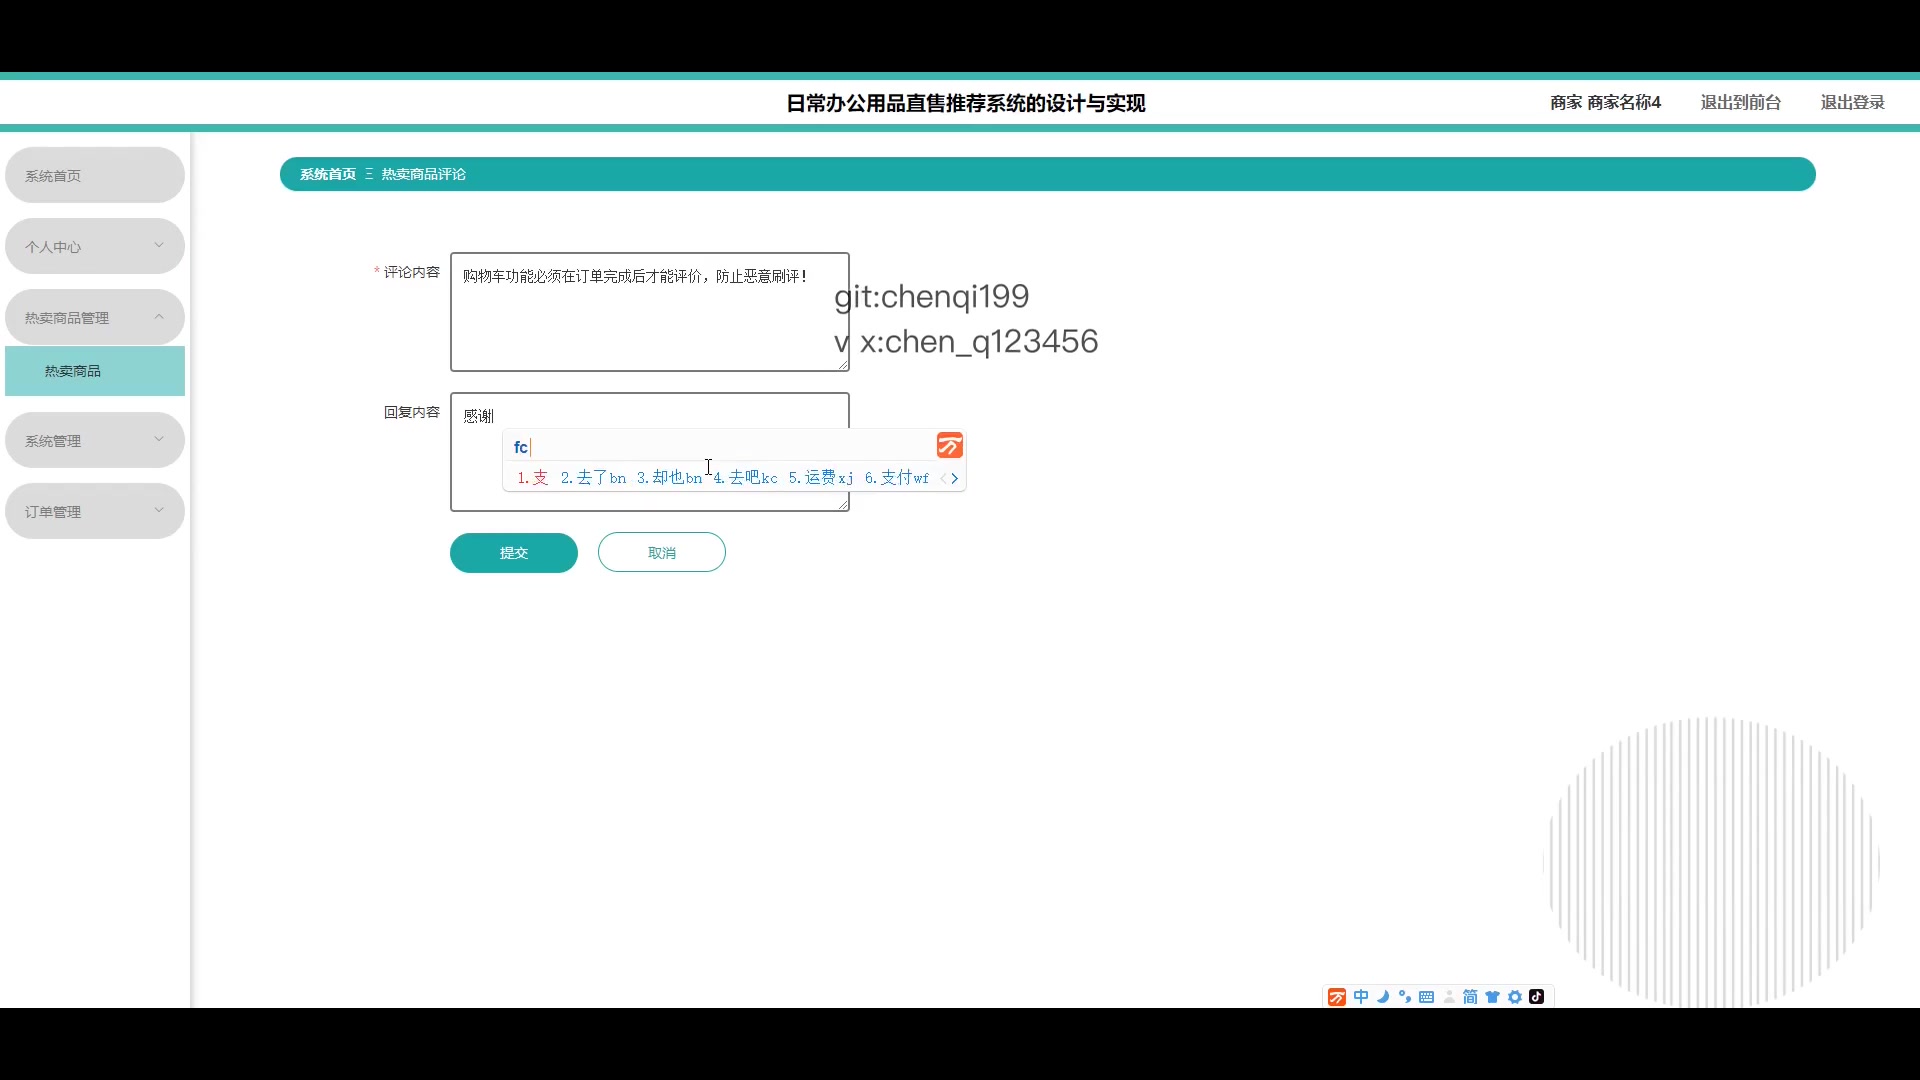 日常办公用品直售推荐系统的设计与实现
商家 商家名称4
退出到前台
退出登录
系统首页
个人中心
热卖商品管理
热卖商品
系统管理
订单管理
系统首页 Ξ 热卖商品评论
*评论内容
购物车功能必须在订单完成后才能评价，防止恶意刷评！
git:chenqi199
v x:chen_q123456
回复内容
感谢
fc
1.支 2.去了bn 3.却也bn 4.去吧kc 5.运费xj 6.支付wf
提交
取消
中
简